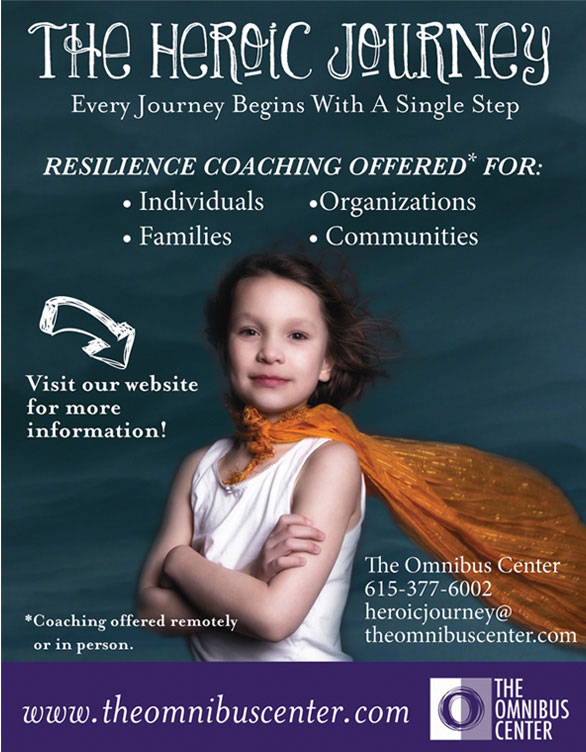 THE HEROIC JOURNEY
Every Journey Begins With A Single Step
RESILIENCE COACHING OFFERED* FOR:
• Individuals •Organizations
• Families • Communities
Visit our website
for more
information!
The Omnibus Center
615-377-6002
heroicjourney@
theomnibuscenter.com
*Coaching offered remotely
or in person.
www.theomnibuscenter.com
THE
OMNIBUS
CENTER